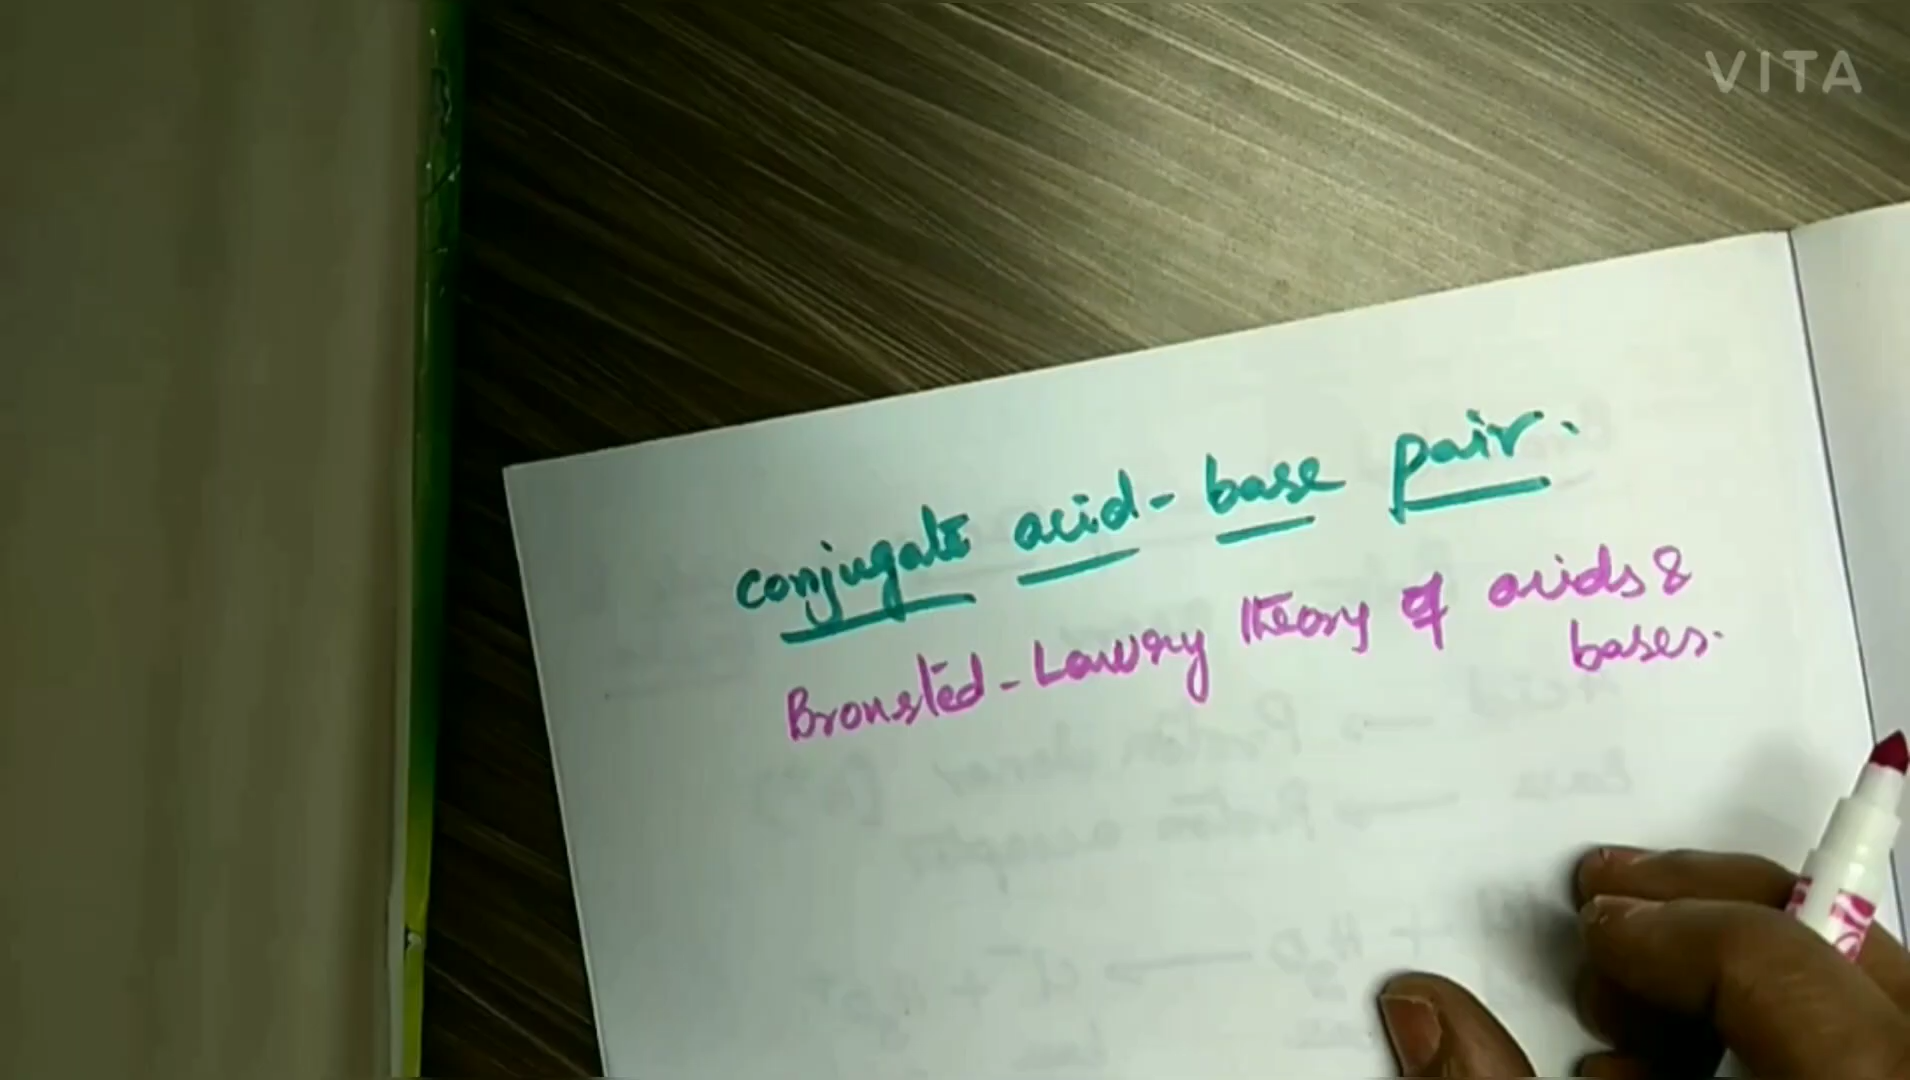 VITA
conjugate acid-base pair.
Bronsted-Lowry theory of acids &
bases.